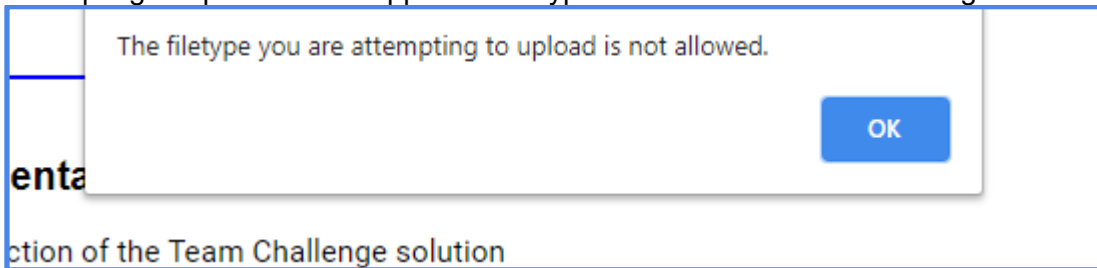 The filetype you are attempting to upload is not allowed.
OK
enta
ction of the Team Challenge solution